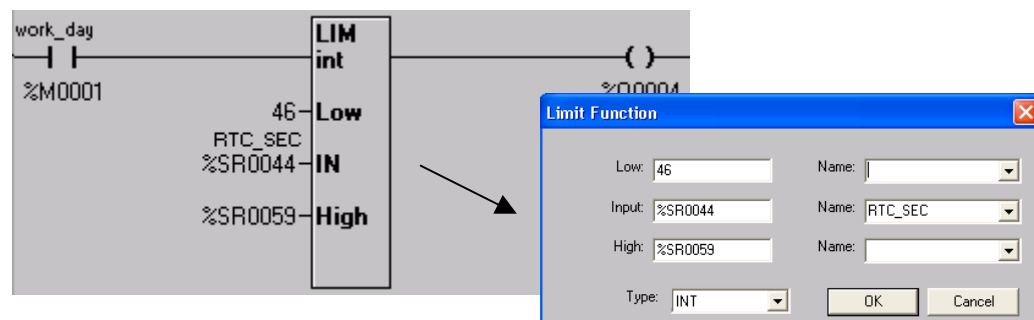 work_day
LIM
int
%M0001
%Q0004
46 Low
RTC_SEC
%SR0044 IN
%SR0059 High
Limit Function
Low: 46 Name:
Input: %SR0044 Name: RTC_SEC
High: %SR0059 Name:
Type: INT OK Cancel